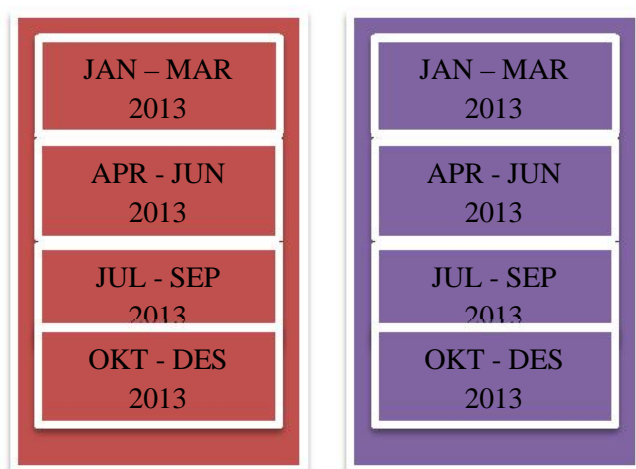 JAN – MAR
2013
APR - JUN
2013
JUL - SEP
2013
OKT - DES
2013
JAN – MAR
2013
APR - JUN
2013
JUL - SEP
2013
OKT - DES
2013